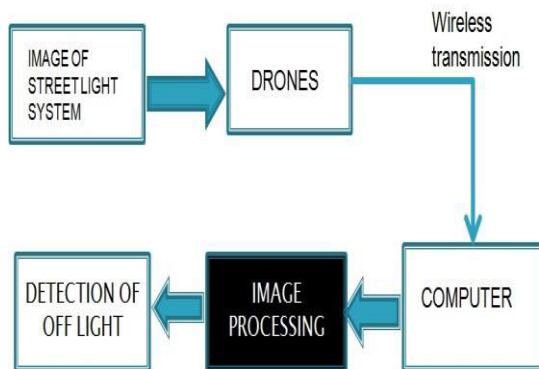 IMAGE OF
STREET LIGHT
SYSTEM
DRONES
Wireless
transmission
COMPUTER
IMAGE
PROCESSING
DETECTION OF
OFF LIGHT